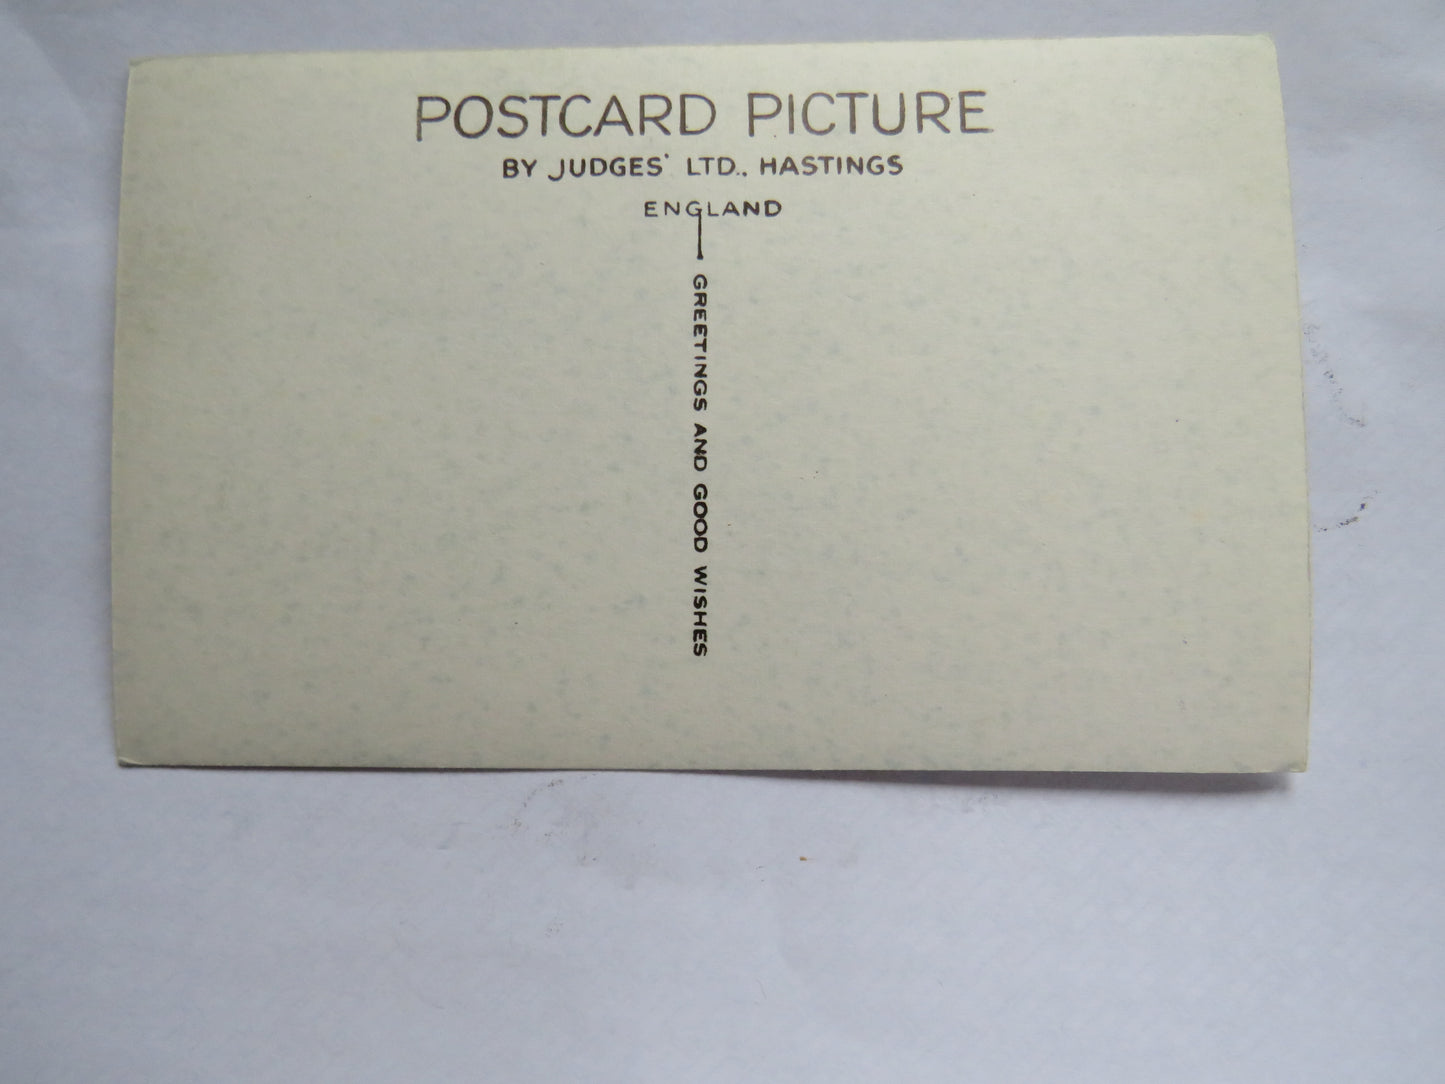 POSTCARD PICTURE
BY JUDGES' LTD., HASTINGS
ENGLAND
GREETINGS AND GOOD WISHES